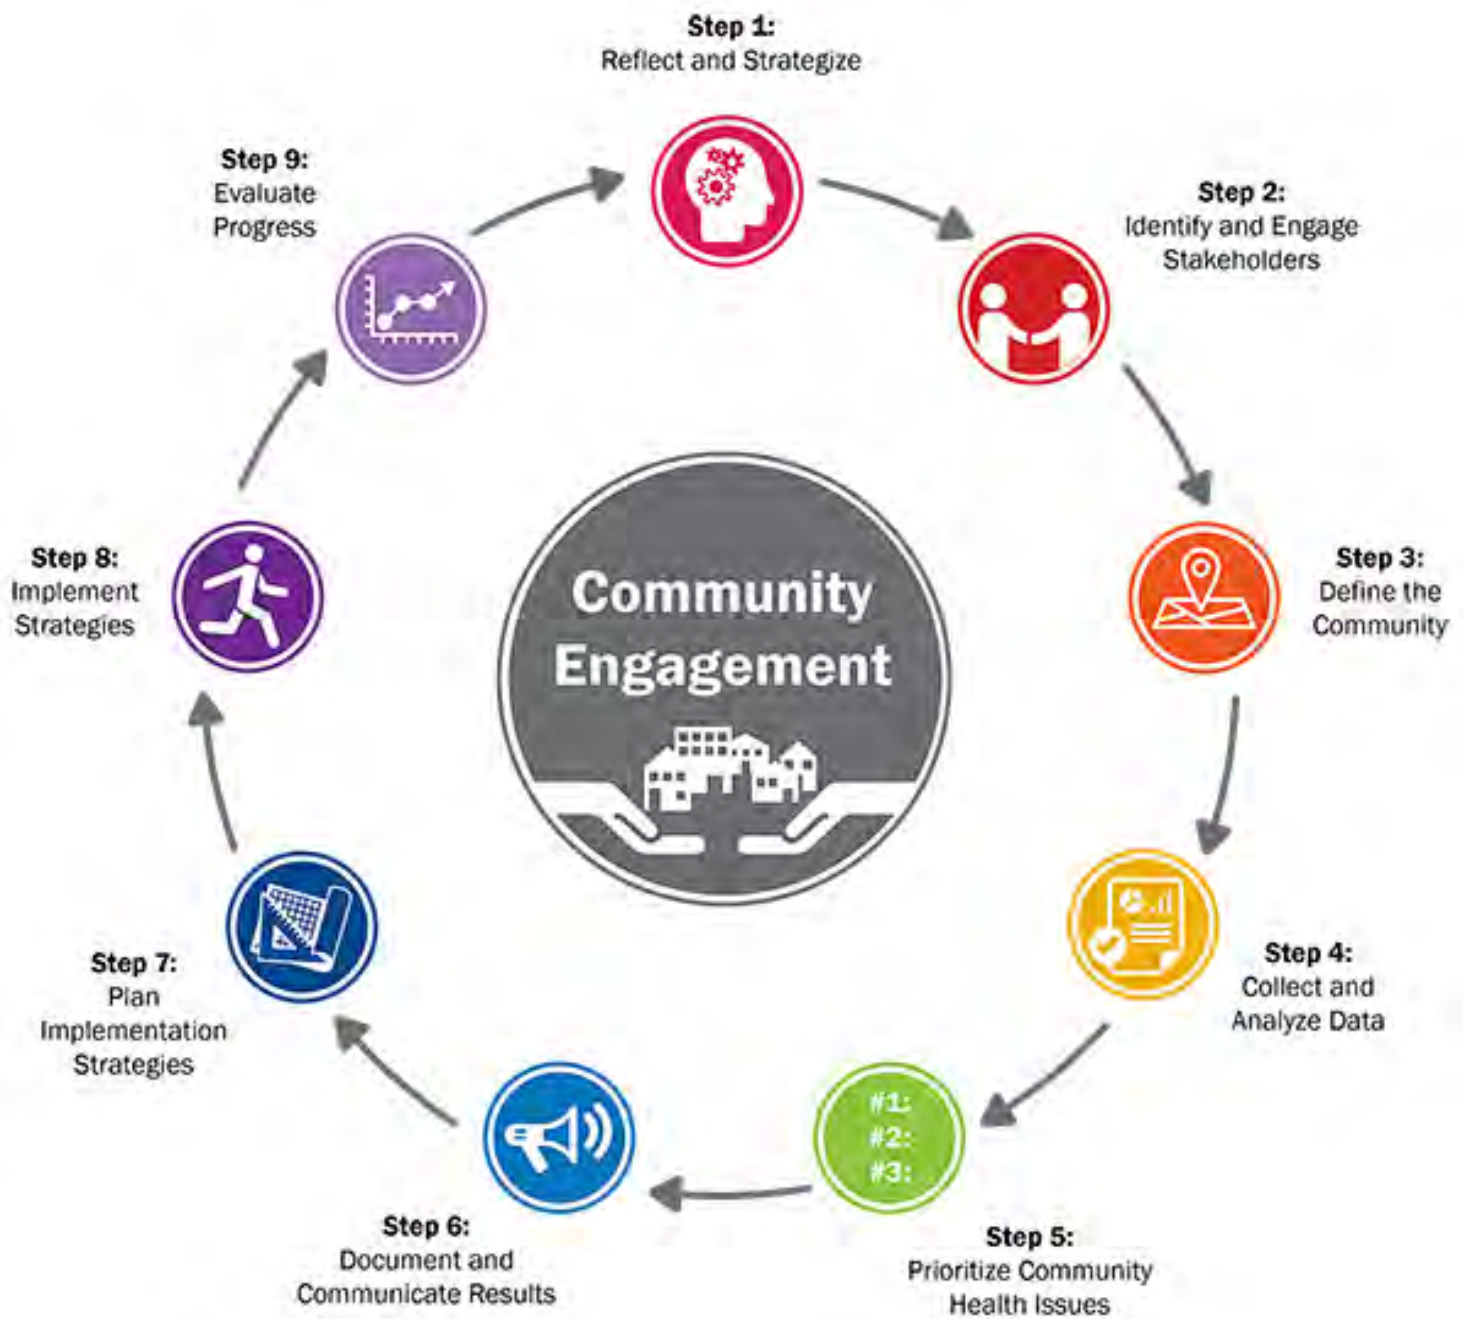 Step 1:
Reflect and Strategize
Step 2:
Identify and Engage
Stakeholders
Step 3:
Define the
Community
Step 4:
Collect and
Analyze Data
Step 5:
Prioritize Community
Health Issues
#1:
#2:
#3:
Step 6:
Document and
Communicate Results
Step 7:
Plan
Implementation
Strategies
Step 8:
Implement
Strategies
Step 9:
Evaluate
Progress
Community
Engagement